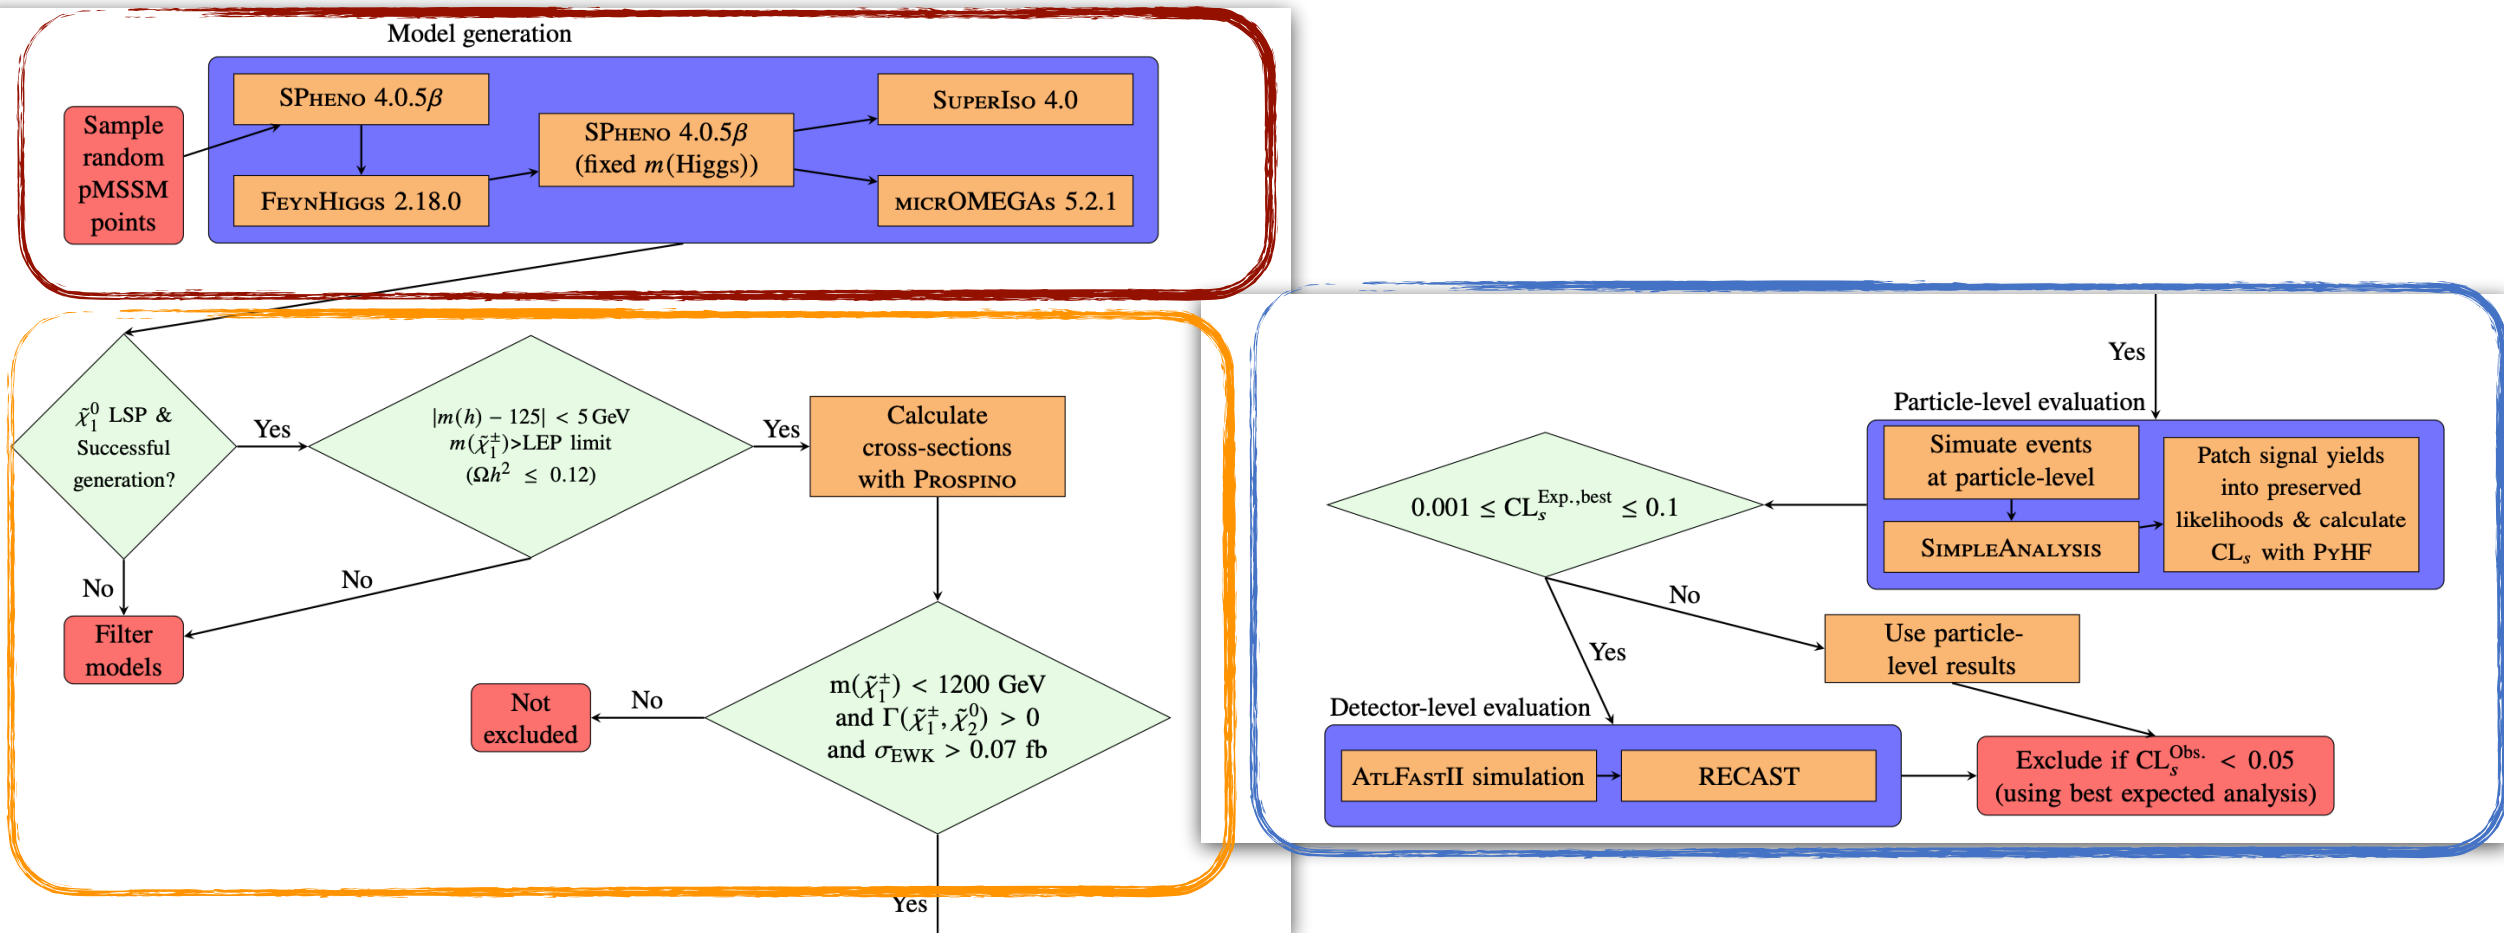 Model generation
Sample
random
pMSSM
points
SPheno 4.0.5β
FeynHiggs 2.18.0
SPheno 4.0.5β
(fixed m(Higgs))
SuperIso 4.0
micrOMEGAs 5.2.1
χ̃₁⁰ LSP &
Successful
generation?
Yes
|m(h) − 125| < 5 GeV
m(χ̃₁±)>LEP limit
(Ωh² ≤ 0.12)
Yes
Calculate
cross-sections
with Prospino
No
No
Filter
models
m(χ̃₁±) < 1200 GeV
and Γ(χ̃₁±, χ̃₂⁰) > 0
and σEWK > 0.07 fb
No
Not
excluded
Yes
Yes
Particle-level evaluation
Simuate events
at particle-level
SimpleAnalysis
Patch signal yields
into preserved
likelihoods & calculate
CLₛ with PyHF
0.001 ≤ CLₛ^Exp.,best ≤ 0.1
No
Use particle-
level results
Yes
Detector-level evaluation
AtlFastII simulation
RECAST
Exclude if CLₛ^Obs. < 0.05
(using best expected analysis)